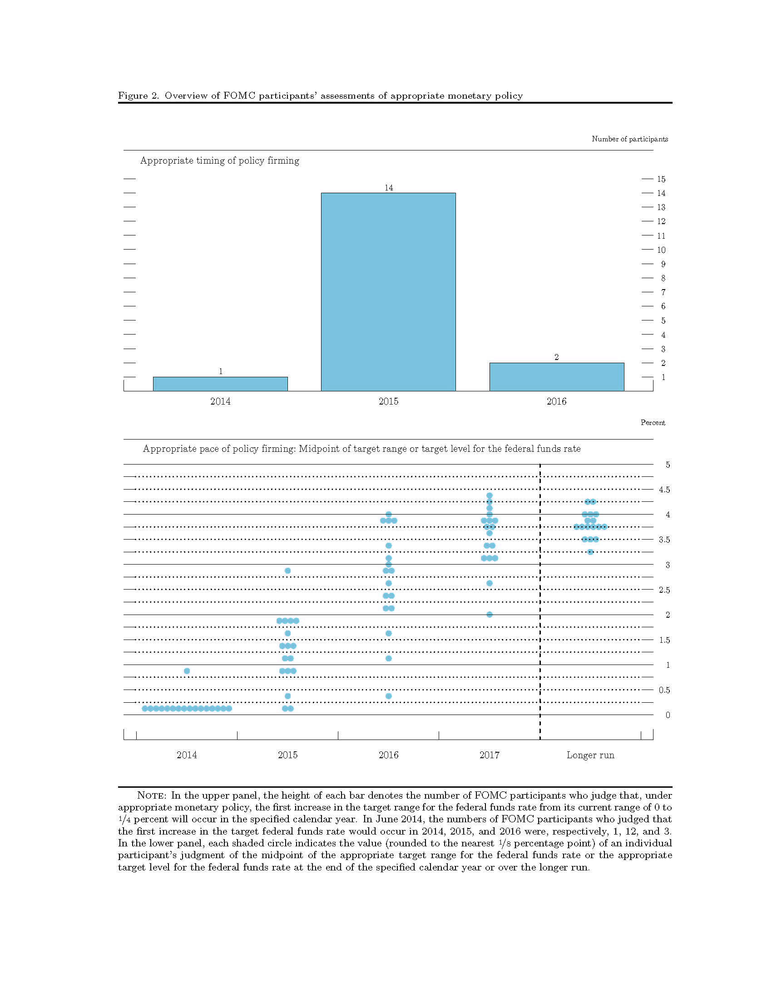 Figure 2. Overview of FOMC participants' assessments of appropriate monetary policy
Number of participants
Appropriate timing of policy firming
15
14
14
13
12
11
10
9
8
7
6
5
4
3
2
2
1
1
2014 2015 2016
Percent
Appropriate pace of policy firming: Midpoint of target range or target level for the federal funds rate
5
4.5
4
3.5
3
2.5
2
1.5
1
0.5
0
2014 2015 2016 2017 Longer run
NOTE: In the upper panel, the height of each bar denotes the number of FOMC participants who judge that, under
appropriate monetary policy, the first increase in the target range for the federal funds rate from its current range of 0 to
1/4 percent will occur in the specified calendar year. In June 2014, the numbers of FOMC participants who judged that
the first increase in the target federal funds rate would occur in 2014, 2015, and 2016 were, respectively, 1, 12, and 3.
In the lower panel, each shaded circle indicates the value (rounded to the nearest 1/8 percentage point) of an individual
participant's judgment of the midpoint of the appropriate target range for the federal funds rate or the appropriate
target level for the federal funds rate at the end of the specified calendar year or over the longer run.